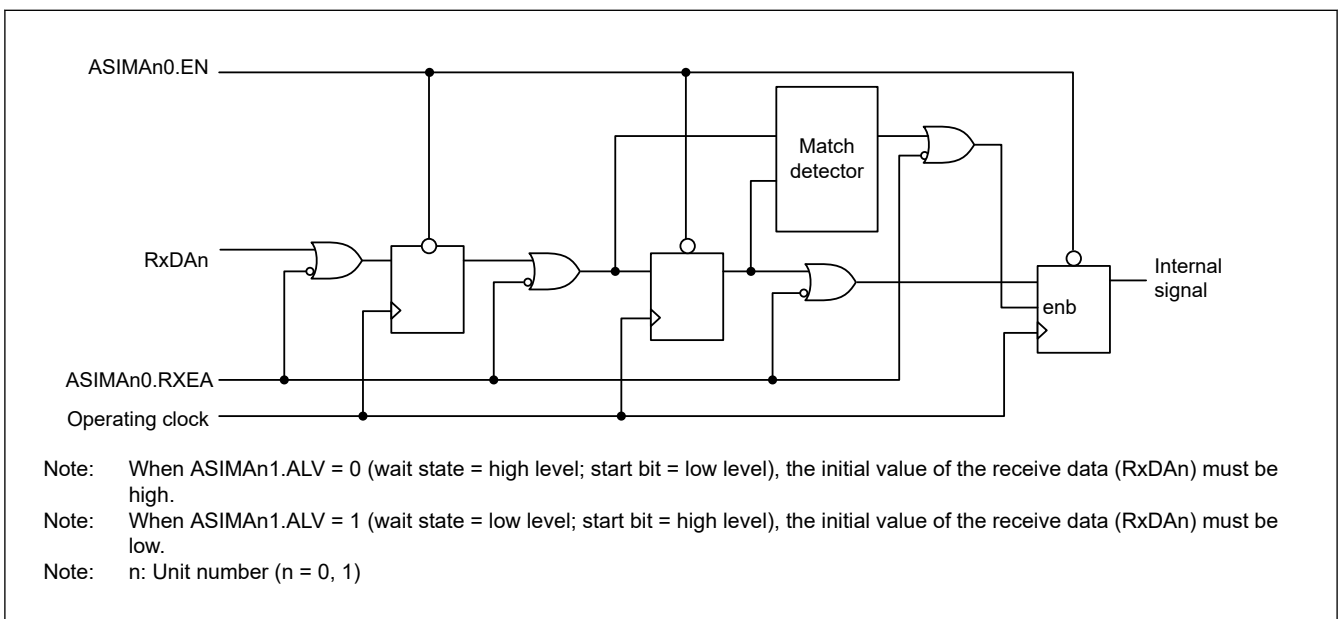 ASIMAn0.EN
Match
detector
RxDAn
Internal
signal
enb
ASIMAn0.RXEA
Operating clock
Note: When ASIMAn1.ALV = 0 (wait state = high level; start bit = low level), the initial value of the receive data (RxDAn) must be
high.
Note: When ASIMAn1.ALV = 1 (wait state = low level; start bit = high level), the initial value of the receive data (RxDAn) must be
low.
Note: n: Unit number (n = 0, 1)